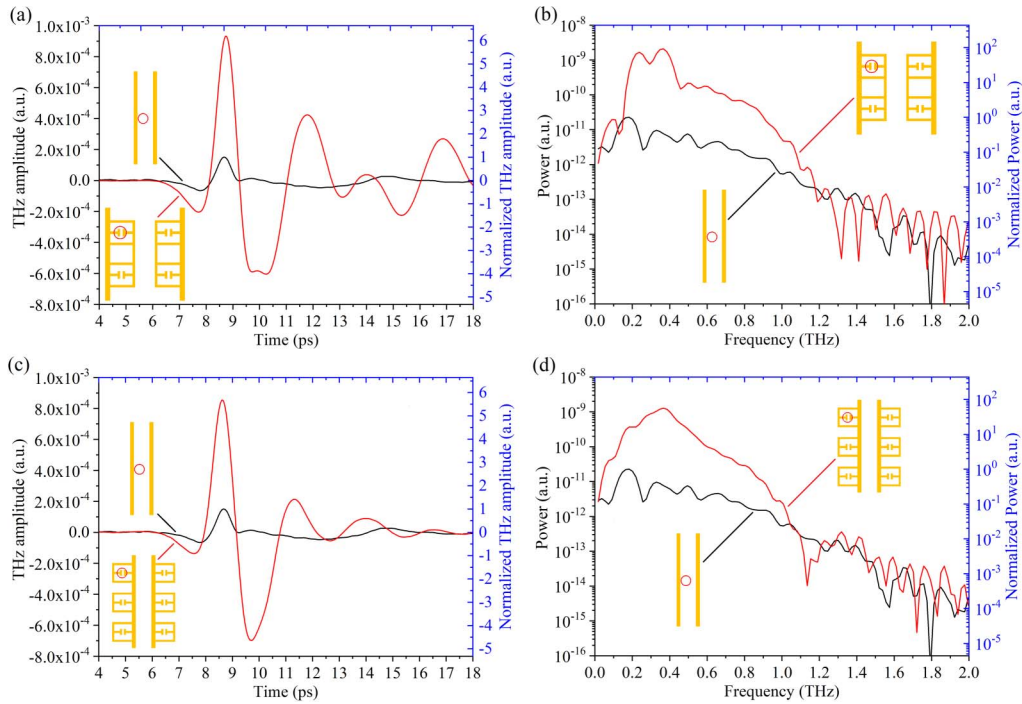 (a)
1.0x10-3
8.0x10-4
6.0x10-4
4.0x10-4
2.0x10-4
0.0
-2.0x10-4
-4.0x10-4
-6.0x10-4
-8.0x10-4
THz amplitude (a.u.)
6
5
4
3
2
1
0
-1
-2
-3
-4
-5
Normalized THz amplitude (a.u.)
4 5 6 7 8 9 10 11 12 13 14 15 16 17 18
Time (ps)
(b)
10-8
10-9
10-10
10-11
10-12
10-13
10-14
10-15
10-16
Power (a.u.)
102
101
100
10-1
10-2
10-3
10-4
10-5
Normalized Power (a.u.)
0.0 0.2 0.4 0.6 0.8 1.0 1.2 1.4 1.6 1.8 2.0
Frequency (THz)
(c)
1.0x10-3
8.0x10-4
6.0x10-4
4.0x10-4
2.0x10-4
0.0
-2.0x10-4
-4.0x10-4
-6.0x10-4
-8.0x10-4
THz amplitude (a.u.)
6
5
4
3
2
1
0
-1
-2
-3
-4
-5
Normalized THz amplitude (a.u.)
4 5 6 7 8 9 10 11 12 13 14 15 16 17 18
Time (ps)
(d)
10-8
10-9
10-10
10-11
10-12
10-13
10-14
10-15
10-16
Power (a.u.)
102
101
100
10-1
10-2
10-3
10-4
10-5
Normalized Power (a.u.)
0.0 0.2 0.4 0.6 0.8 1.0 1.2 1.4 1.6 1.8 2.0
Frequency (THz)